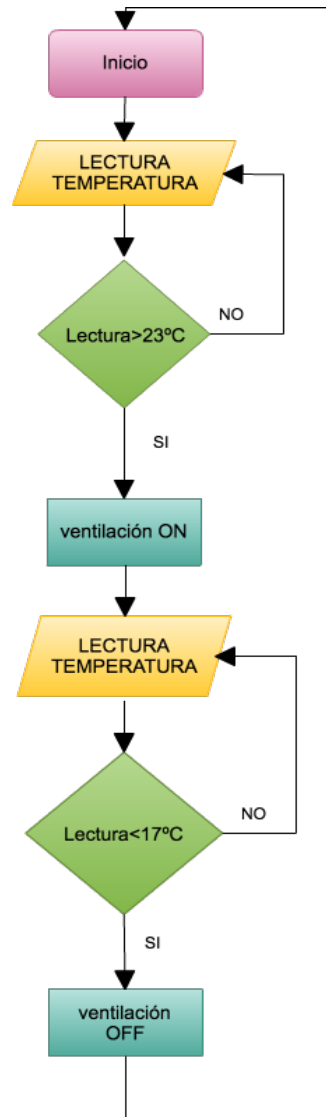 Inicio
LECTURA
TEMPERATURA
Lectura>23ºC
NO
SI
ventilación ON
LECTURA
TEMPERATURA
Lectura<17ºC
NO
SI
ventilación
OFF